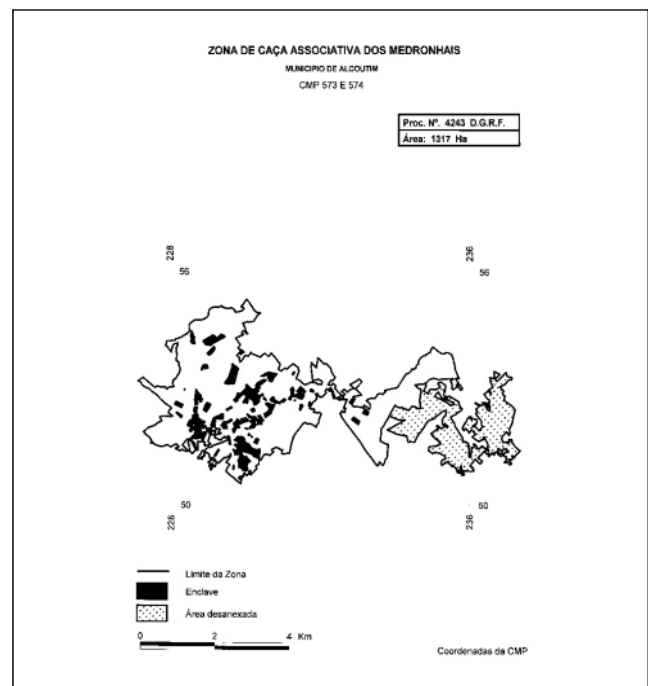 ZONA DE CAÇA ASSOCIATIVA DOS MEDRONHAIS
MUNICIPIO DE ALCOUTIM
CMP 573 E 574
Proc. Nº. 4243 D.G.R.F.
Área: 1317 Ha
228
236
56
56
50
50
228
236
Limite da Zona
Enclave
Área desanexada
0 2 4 Km
Coordenadas da CMP